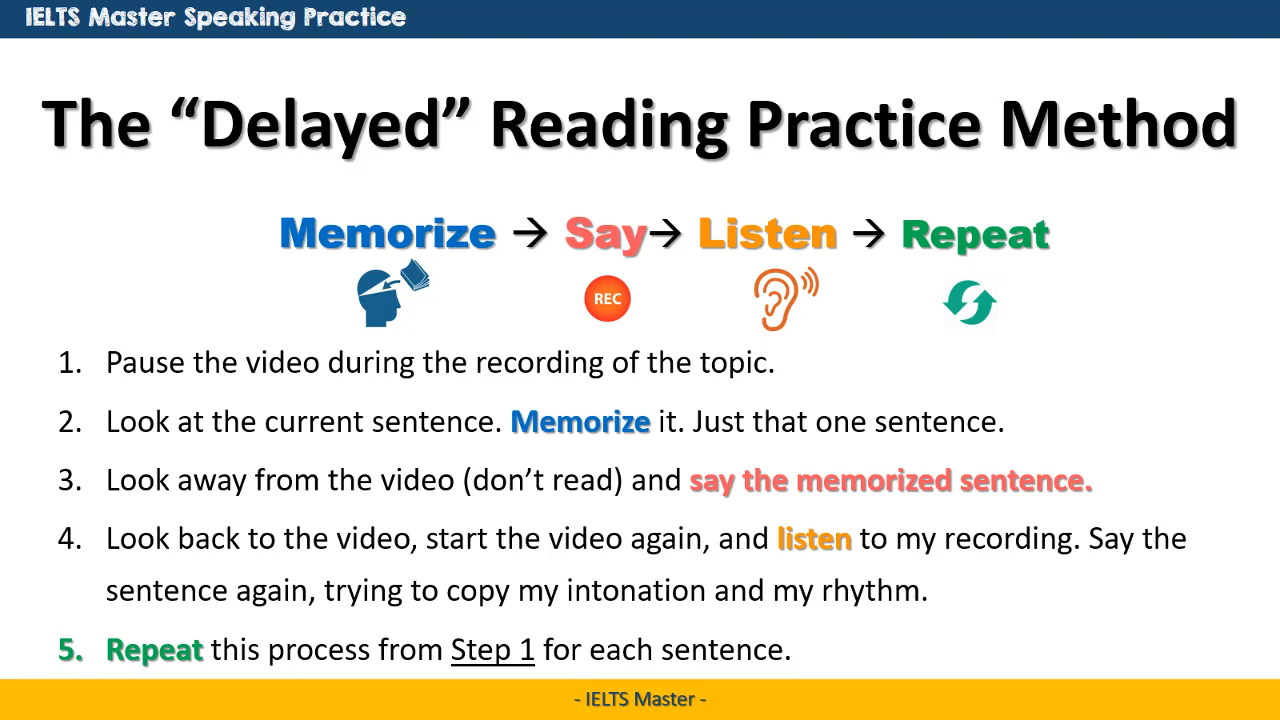 IELTS Master Speaking Practice
The “Delayed” Reading Practice Method
Memorize → Say → Listen → Repeat
REC
1. Pause the video during the recording of the topic.
2. Look at the current sentence. Memorize it. Just that one sentence.
3. Look away from the video (don’t read) and say the memorized sentence.
4. Look back to the video, start the video again, and listen to my recording. Say the
sentence again, trying to copy my intonation and my rhythm.
5. Repeat this process from Step 1 for each sentence.
- IELTS Master -